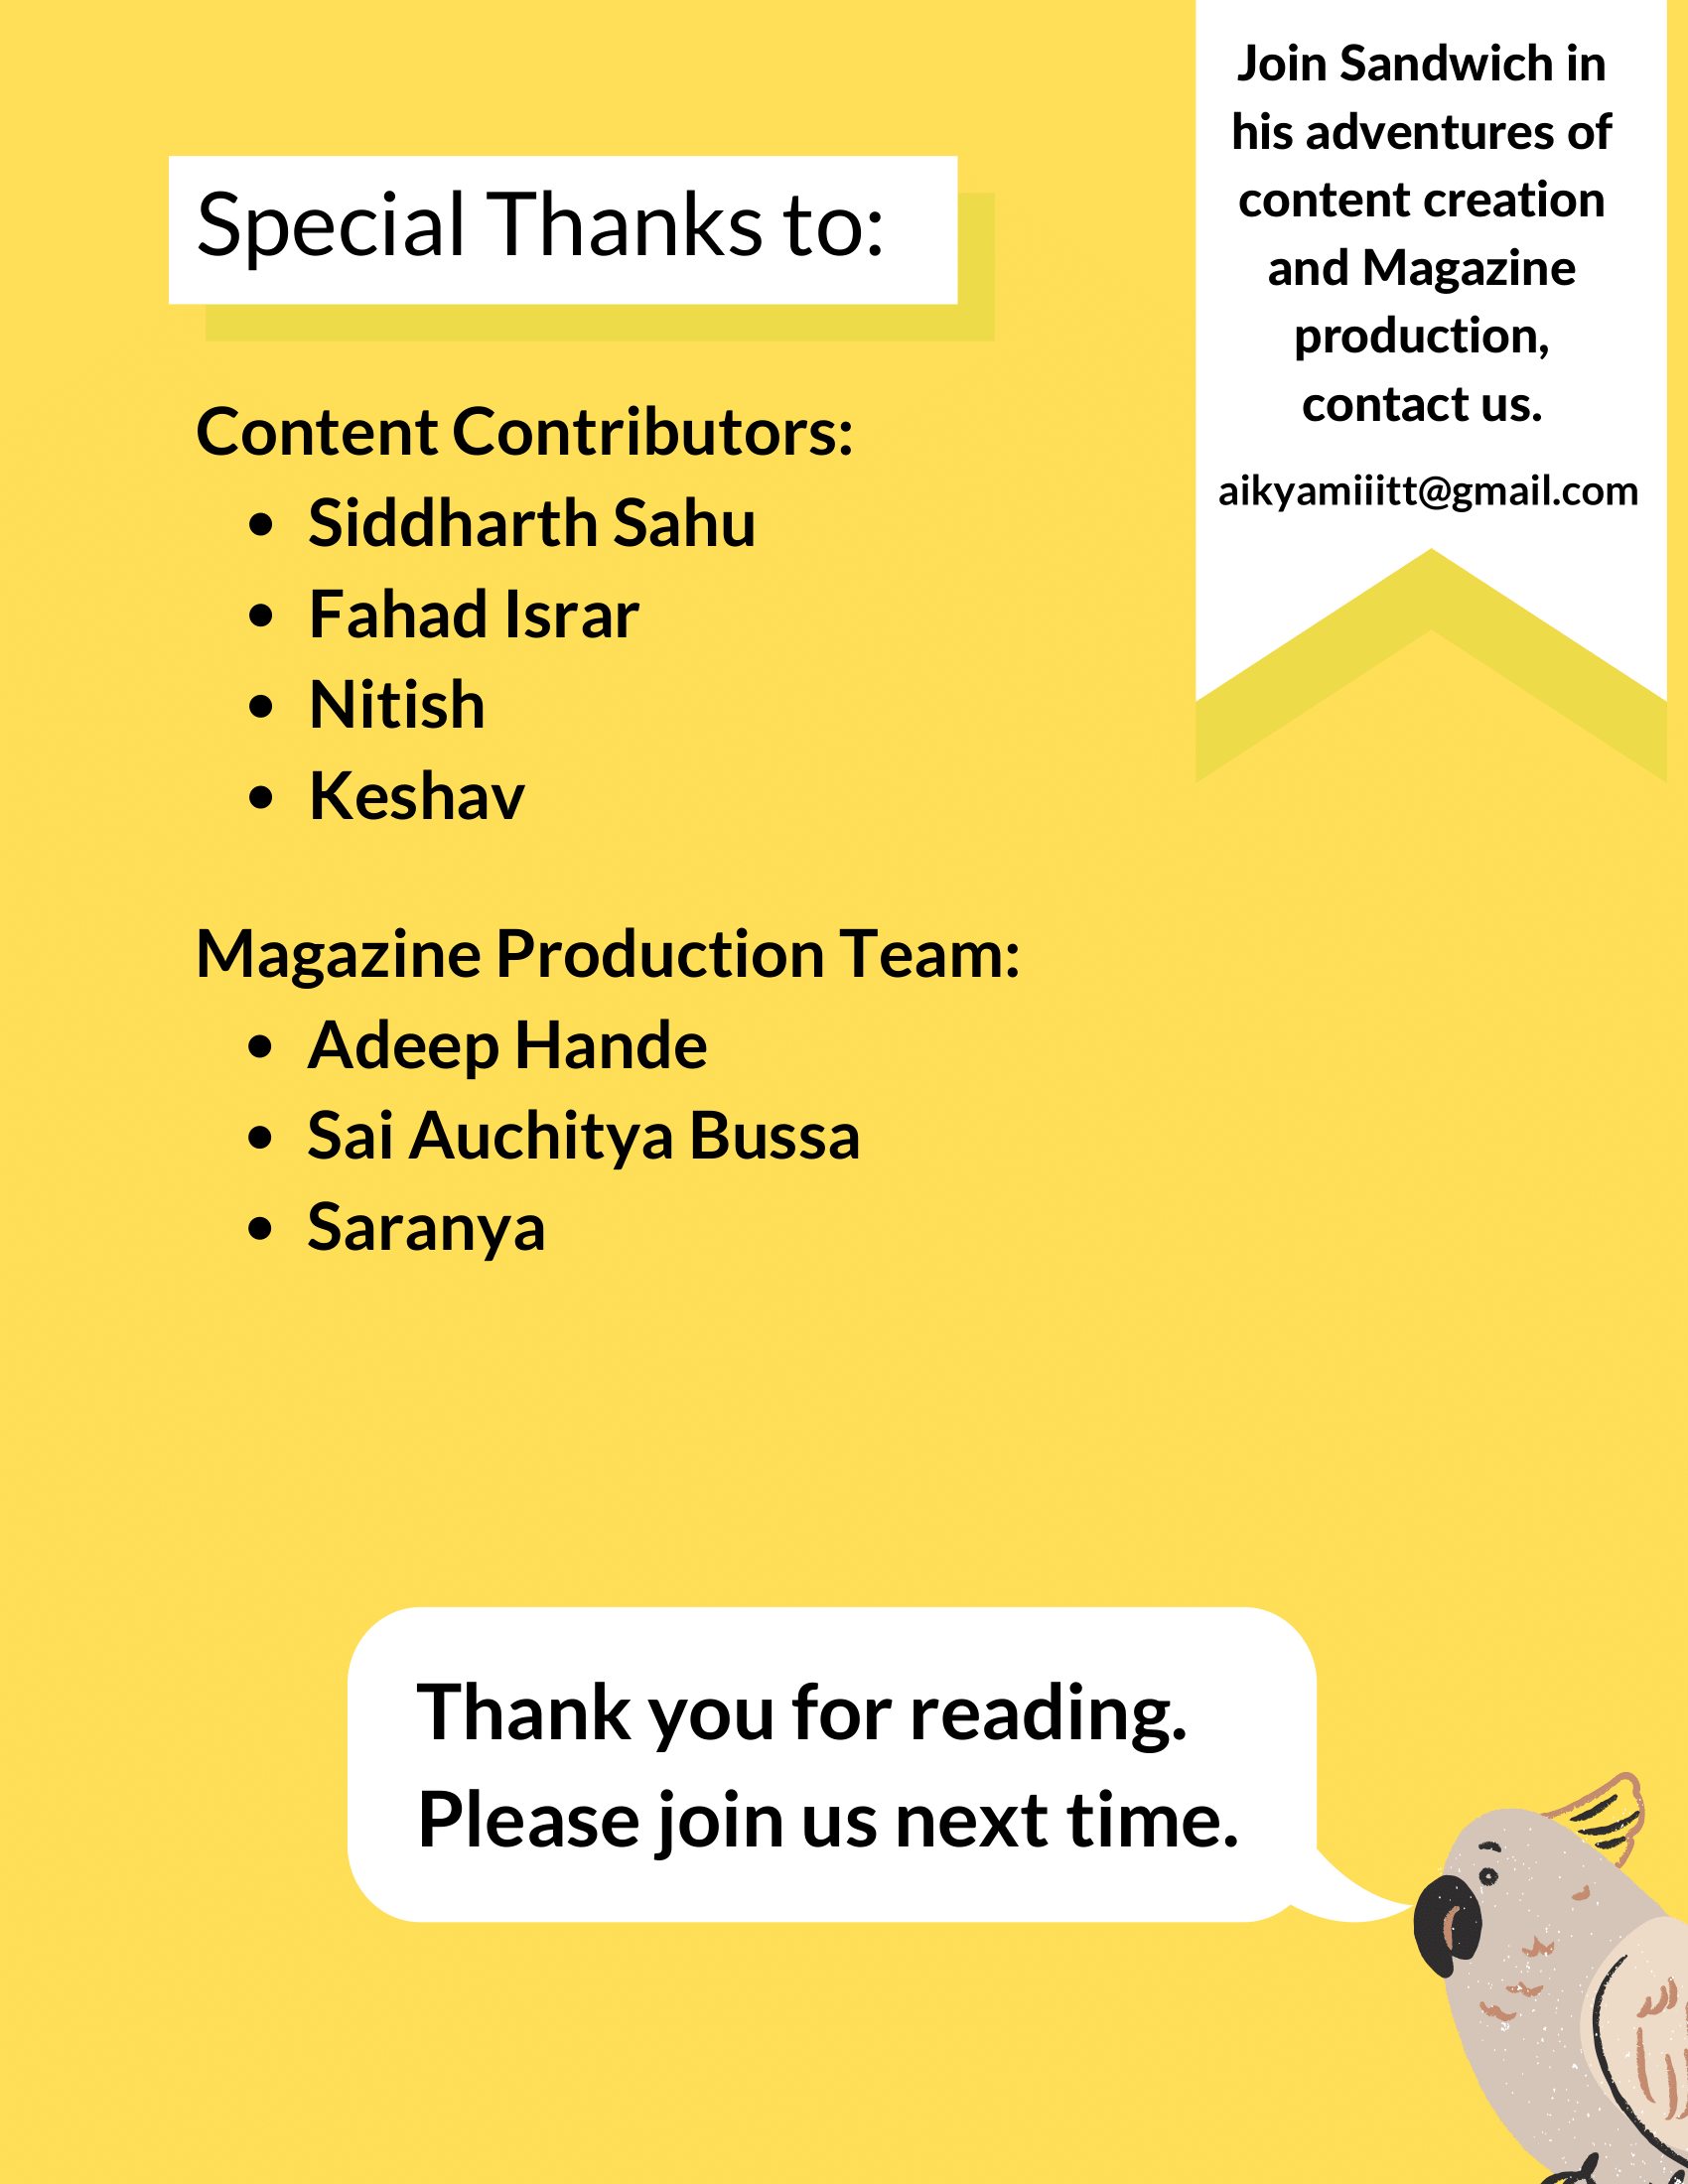 Special Thanks to:
Content Contributors:
• Siddharth Sahu
• Fahad Israr
• Nitish
• Keshav
Magazine Production Team:
• Adeep Hande
• Sai Auchitya Bussa
• Saranya
Join Sandwich in
his adventures of
content creation
and Magazine
production,
contact us.
aikyamiiitt@gmail.com
Thank you for reading.
Please join us next time.